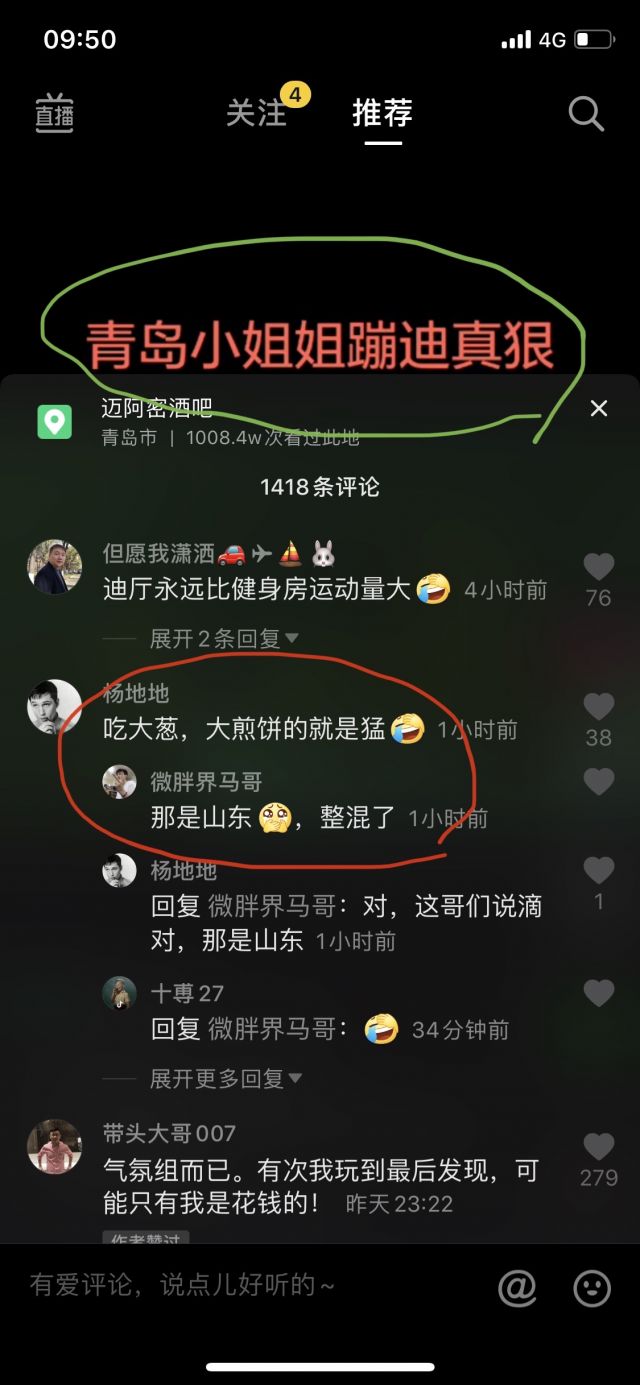 09:50
4G
直播
关注
4
推荐
青岛小姐姐蹦迪真狠
迈阿密酒吧
青岛市 | 1008.4w次看过此地
1418条评论
但愿我潇洒🚗✈⛵🐰
迪厅永远比健身房运动量大🤣 4小时前
76
展开2条回复
杨地地
吃大葱，大煎饼的就是猛🤣 1小时前
38
微胖界马哥
那是山东🥺，整混了 1小时前
杨地地
回复 微胖界马哥：对，这哥们说滴
对，那是山东 1小时前
1
十専27
回复 微胖界马哥：🤣 34分钟前
展开更多回复
带头大哥007
气氛组而已。有次我玩到最后发现，可
能只有我是花钱的！ 昨天23:22
279
作者赞过
有爱评论，说点儿好听的~
@